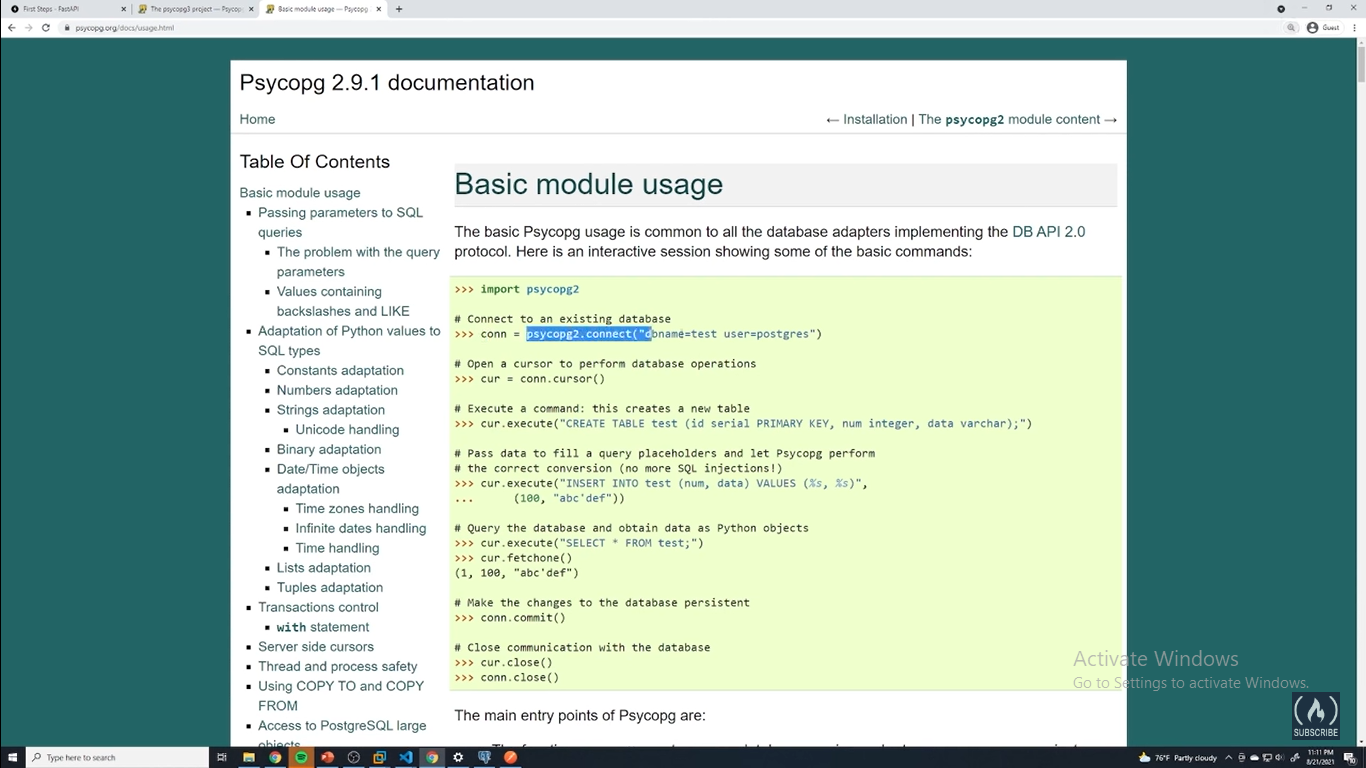 First Steps - FastAPI
The psycopg3 project — Psycopg
Basic module usage — Psycopg
psycopg.org/docs/usage.html
Guest
Psycopg 2.9.1 documentation
Home
← Installation | The psycopg2 module content →
Table Of Contents
Basic module usage
▪ Passing parameters to SQL
queries
▪ The problem with the query
parameters
▪ Values containing
backslashes and LIKE
▪ Adaptation of Python values to
SQL types
▪ Constants adaptation
▪ Numbers adaptation
▪ Strings adaptation
▪ Unicode handling
▪ Binary adaptation
▪ Date/Time objects
adaptation
▪ Time zones handling
▪ Infinite dates handling
▪ Time handling
▪ Lists adaptation
▪ Tuples adaptation
▪ Transactions control
▪ with statement
▪ Server side cursors
▪ Thread and process safety
▪ Using COPY TO and COPY
FROM
▪ Access to PostgreSQL large
objects
Basic module usage
The basic Psycopg usage is common to all the database adapters implementing the DB API 2.0
protocol. Here is an interactive session showing some of the basic commands:
>>> import psycopg2
# Connect to an existing database
>>> conn = psycopg2.connect("dbname=test user=postgres")
# Open a cursor to perform database operations
>>> cur = conn.cursor()
# Execute a command: this creates a new table
>>> cur.execute("CREATE TABLE test (id serial PRIMARY KEY, num integer, data varchar);")
# Pass data to fill a query placeholders and let Psycopg perform
# the correct conversion (no more SQL injections!)
>>> cur.execute("INSERT INTO test (num, data) VALUES (%s, %s)",
... (100, "abc'def"))
# Query the database and obtain data as Python objects
>>> cur.execute("SELECT * FROM test;")
>>> cur.fetchone()
(1, 100, "abc'def")
# Make the changes to the database persistent
>>> conn.commit()
# Close communication with the database
>>> cur.close()
>>> conn.close()
The main entry points of Psycopg are:
Activate Windows
Go to Settings to activate Windows.
SUBSCRIBE
Type here to search
76°F Partly cloudy
11:11 PM
8/21/2021